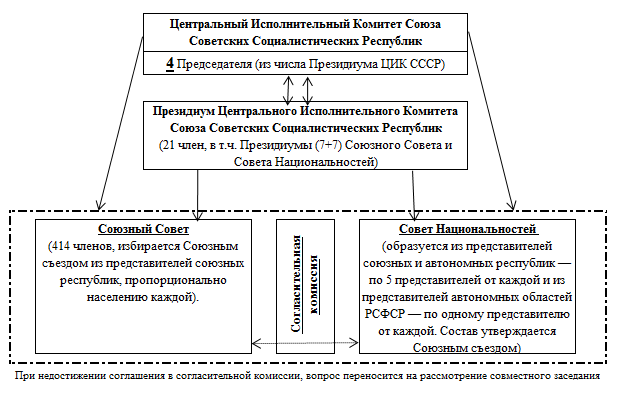 Центральный Исполнительный Комитет Союза
Советских Социалистических Республик
4 Председателя (из числа Президиума ЦИК СССР)
Президиум Центрального Исполнительного Комитета
Союза Советских Социалистических Республик
(21 член, в т.ч. Президиумы (7+7) Союзного Совета и
Совета Национальностей)
Союзный Совет
(414 членов, избирается Союзным
съездом из представителей союзных
республик, пропорционально
населению каждой).
Согласительная
комиссия
Совет Национальностей
(образуется из представителей
союзных и автономных республик —
по 5 представителей от каждой и из
представителей автономных областей
РСФСР — по одному представителю
от каждой. Состав утверждается
Союзным съездом)
При недостижении соглашения в согласительной комиссии, вопрос переносится на рассмотрение совместного заседания